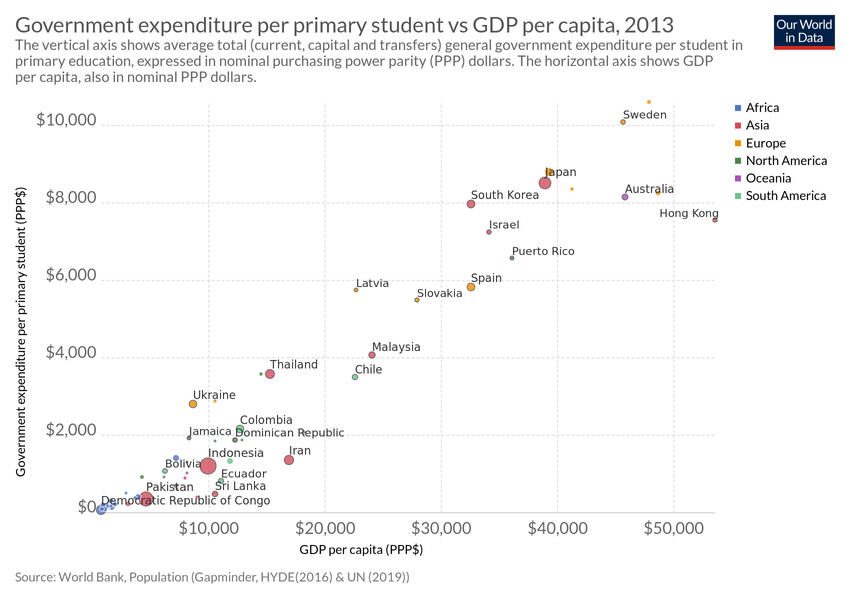 Government expenditure per primary student vs GDP per capita, 2013
Our World
in Data
The vertical axis shows average total (current, capital and transfers) general government expenditure per student in
primary education, expressed in nominal purchasing power parity (PPP) dollars. The horizontal axis shows GDP
per capita, also in nominal PPP dollars.
Africa
Asia
Europe
North America
Oceania
South America
Government expenditure per primary student (PPP$)
$10,000
$8,000
$6,000
$4,000
$2,000
$0
Sweden
Japan
South Korea
Australia
Hong Kong
Israel
Puerto Rico
Latvia
Spain
Slovakia
Malaysia
Thailand
Chile
Ukraine
Colombia
Jamaica
Dominican Republic
Indonesia
Iran
Bolivia
Ecuador
Pakistan
Sri Lanka
Democratic Republic of Congo
$10,000
$20,000
$30,000
$40,000
$50,000
GDP per capita (PPP$)
Source: World Bank, Population (Gapminder, HYDE(2016) & UN (2019))